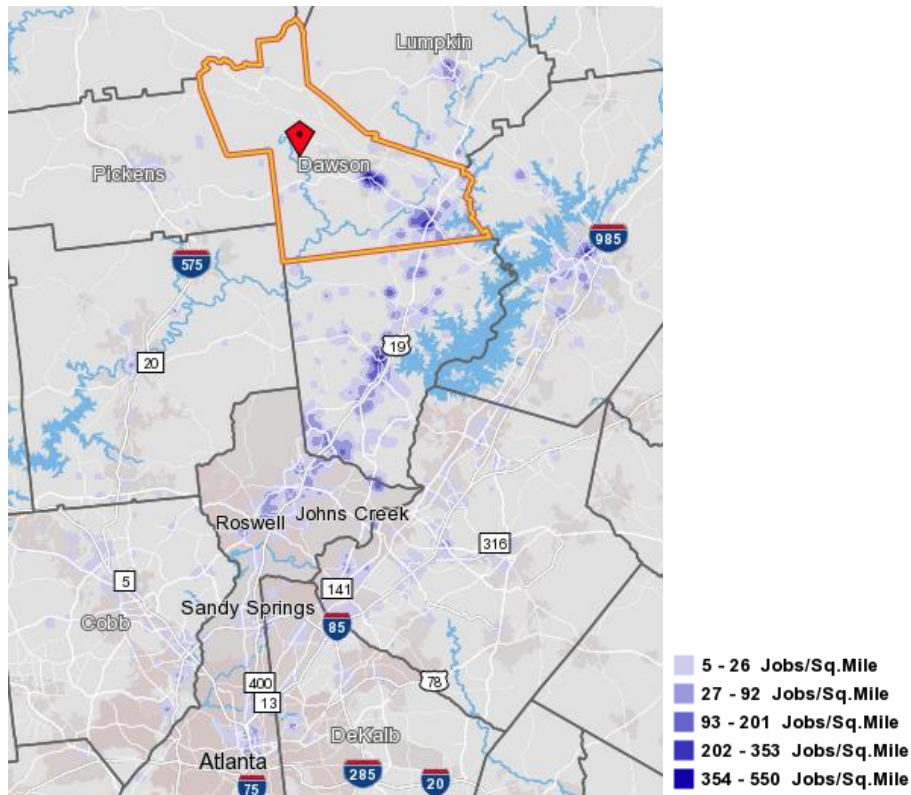 Lumpkin
Dawson
Pickens
985
575
19
20
Roswell
Johns Creek
316
5
141
Sandy Springs
Cobb
85
78
400
13
DeKalb
Atlanta
285
75
20
5 - 26 Jobs/Sq.Mile
27 - 92 Jobs/Sq.Mile
93 - 201 Jobs/Sq.Mile
202 - 353 Jobs/Sq.Mile
354 - 550 Jobs/Sq.Mile